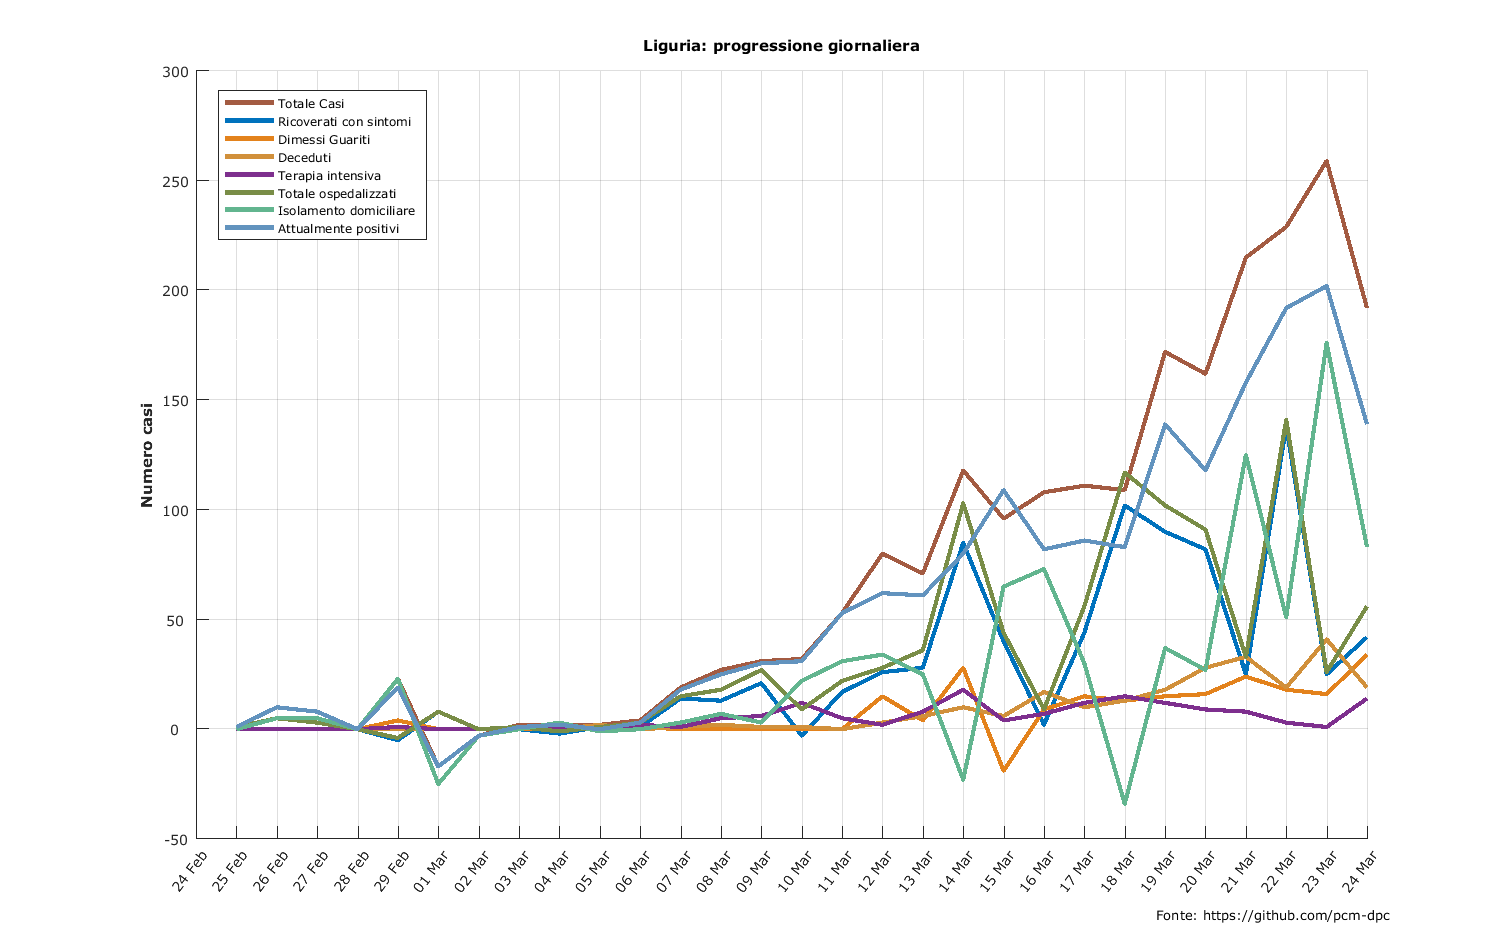 Liguria: progressione giornaliera
300
250
200
150
100
50
0
-50
Numero casi
Totale Casi
Ricoverati con sintomi
Dimessi Guariti
Deceduti
Terapia intensiva
Totale ospedalizzati
Isolamento domiciliare
Attualmente positivi
24 Feb
25 Feb
26 Feb
27 Feb
28 Feb
29 Feb
01 Mar
02 Mar
03 Mar
04 Mar
05 Mar
06 Mar
07 Mar
08 Mar
09 Mar
10 Mar
11 Mar
12 Mar
13 Mar
14 Mar
15 Mar
16 Mar
17 Mar
18 Mar
19 Mar
20 Mar
21 Mar
22 Mar
23 Mar
24 Mar
Fonte: https://github.com/pcm-dpc